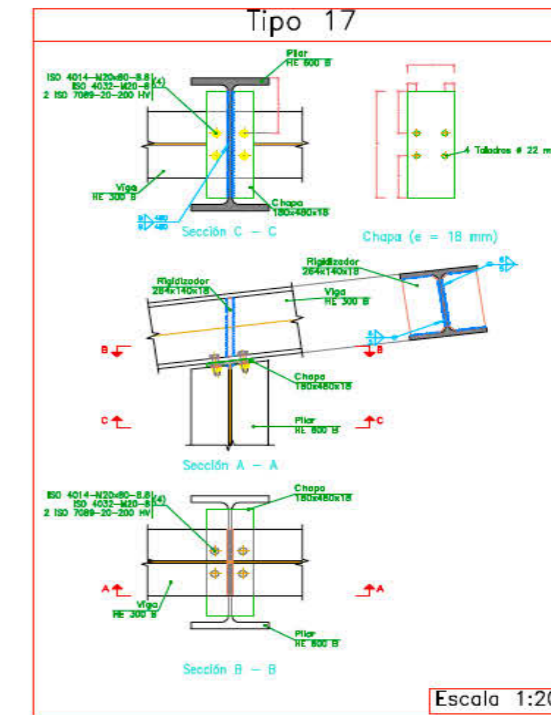 Tipo 17
Pilar
HE 600 B
ISO 4014-M20x80-8.8
ISO 4032-M20-8
2 ISO 7089-20-200 HV
(4)
Viga
HE 300 B
Chapa
180x480x18
Sección C - C
4 Taladros ø 22 m
Chapa (e = 18 mm)
Rigidizador
264x140x18
Rigidizador
264x140x18
Viga
HE 300 B
B
B
Chapa
180x480x18
C
C
Pilar
HE 600 B
Sección A - A
ISO 4014-M20x80-8.8
ISO 4032-M20-8
2 ISO 7089-20-200 HV
(4)
Chapa
180x480x18
A
A
Viga
HE 300 B
Pilar
HE 600 B
Sección B - B
Escala 1:20